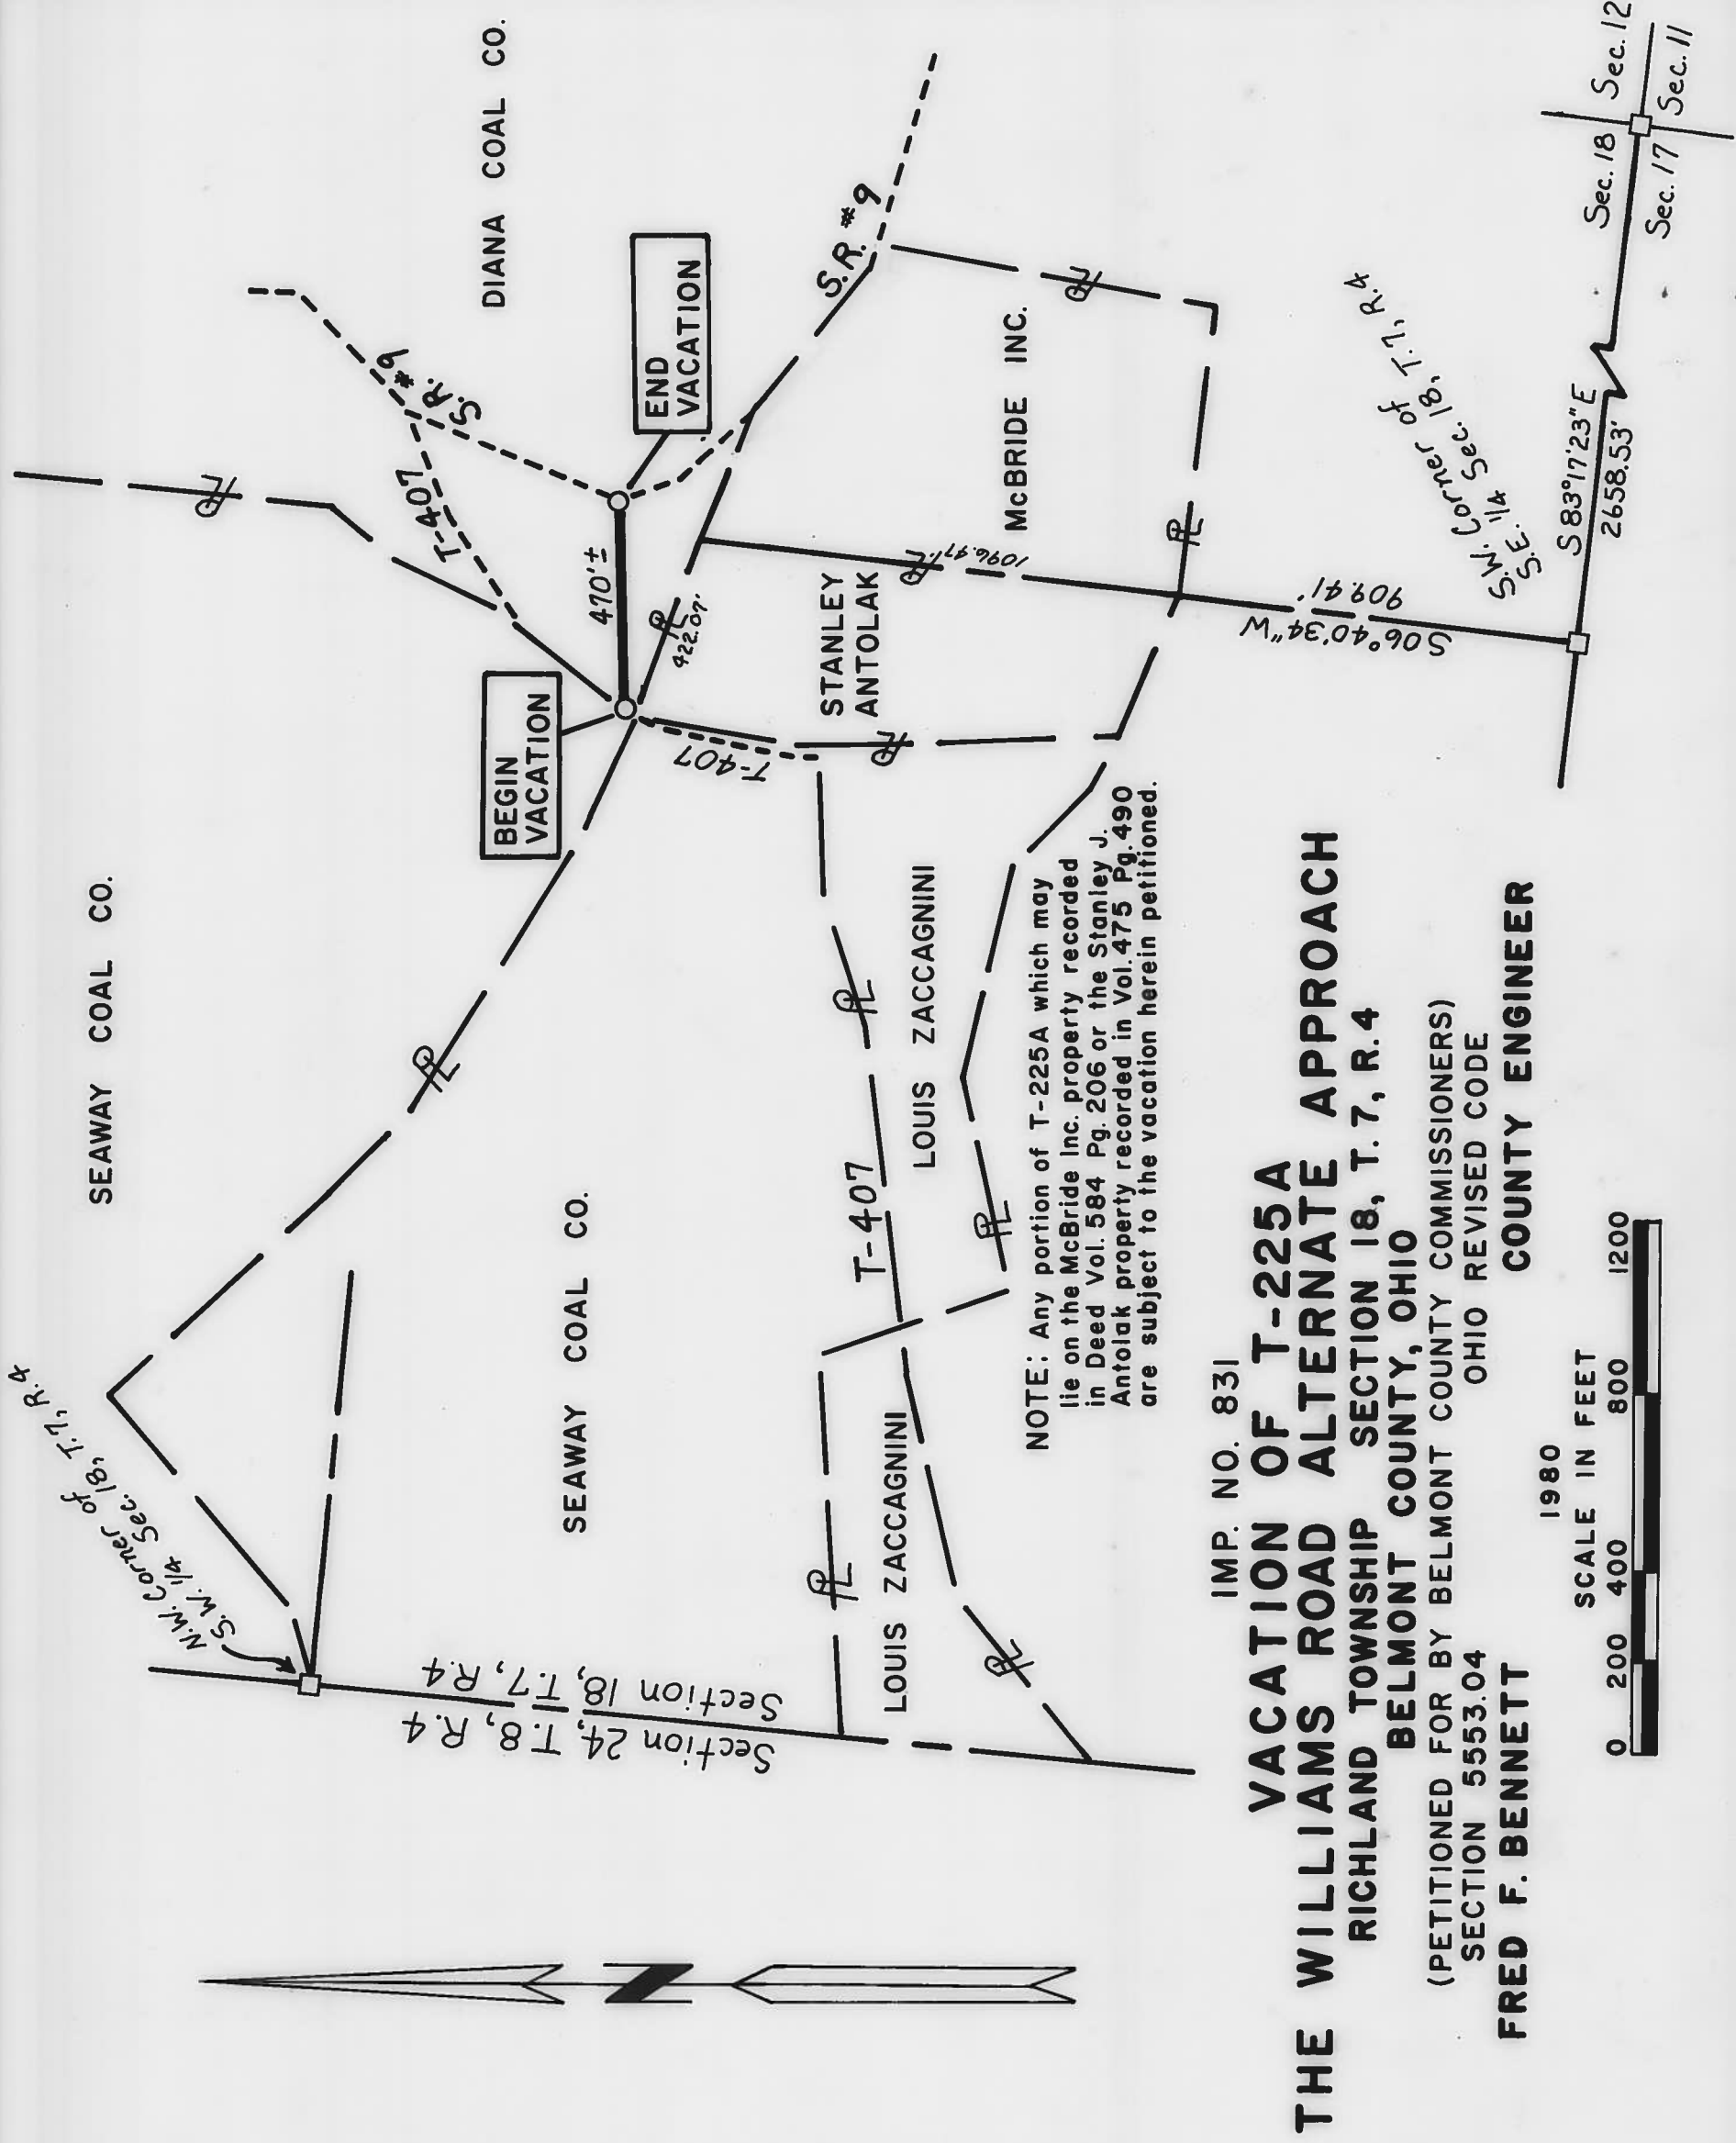 SEAWAY COAL CO.
DIANA COAL CO.
N.W. Corner of
S.W. 1/4 Sec. 18, T.7, R.4
S.R. #9
T-407
BEGIN
VACATION
470'±
END
VACATION
℄
422.07'
S.R. #9
T-407
SEAWAY COAL CO.
Section 24, T.8, R.4
Section 18, T.7, R.4
STANLEY
ANTOLAK
1096.97'
McBRIDE INC.
T-407
LOUIS ZACCAGNINI
LOUIS ZACCAGNINI
NOTE: Any portion of T-225A which may
lie on the McBride Inc. property recorded
in Deed Vol. 584 Pg. 206 or the Stanley J.
Antolak property recorded in Vol. 475 Pg. 490
are subject to the vacation herein petitioned.
S06°40'34"W
909.41'
S.W. Corner of
S.E. 1/4 Sec. 18, T.7, R.4
S83°17'23"E
2658.53'
Sec. 18 Sec. 12
Sec. 17 Sec. 11
N
IMP. NO. 831
VACATION OF T-225A
THE WILLIAMS ROAD ALTERNATE APPROACH
RICHLAND TOWNSHIP SECTION 18, T.7, R.4
BELMONT COUNTY, OHIO
(PETITIONED FOR BY BELMONT COUNTY COMMISSIONERS)
SECTION 5553.04 OHIO REVISED CODE
FRED F. BENNETT COUNTY ENGINEER
1980
SCALE IN FEET
0 200 400 800 1200